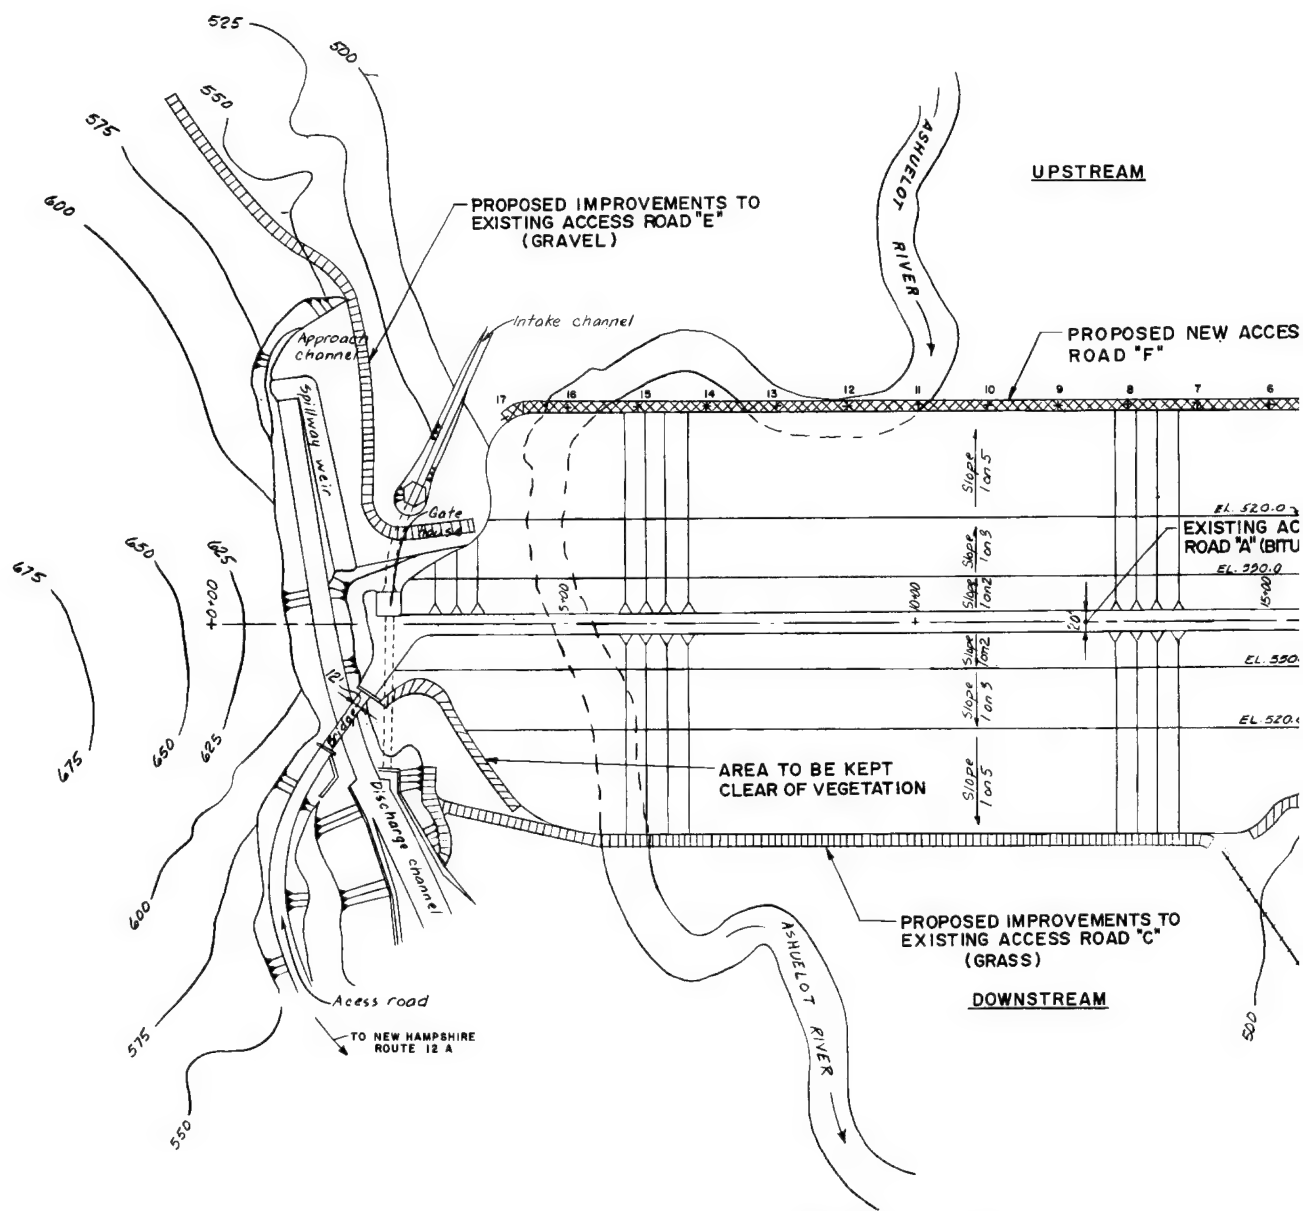 525
500
550
575
600
ASHUELOT RIVER
UPSTREAM
PROPOSED IMPROVEMENTS TO
EXISTING ACCESS ROAD "E"
(GRAVEL)
Intake channel
Approach
channel
PROPOSED NEW ACCES
ROAD "F"
17
16
15
14
13
12
11
10
9
8
7
6
Spillway weir
Slope
1 on 5
Gate
house
EL. 520.0
EXISTING AC
ROAD "A" (BITU
Slope
1 on 3
EL. 550.0
Slope
1 on 2
675
650
625
0+00
5+00
10+00
15+00
20'
Slope
1 on 2
EL. 550.
Slope
1 on 3
EL. 520.
12'
Bridge
675
650
625
AREA TO BE KEPT
CLEAR OF VEGETATION
Slope
1 on 5
Discharge channel
600
PROPOSED IMPROVEMENTS TO
EXISTING ACCESS ROAD "C"
(GRASS)
ASHUELOT RIVER
DOWNSTREAM
Acess road
TO NEW HAMPSHIRE
ROUTE 12 A
575
500
550